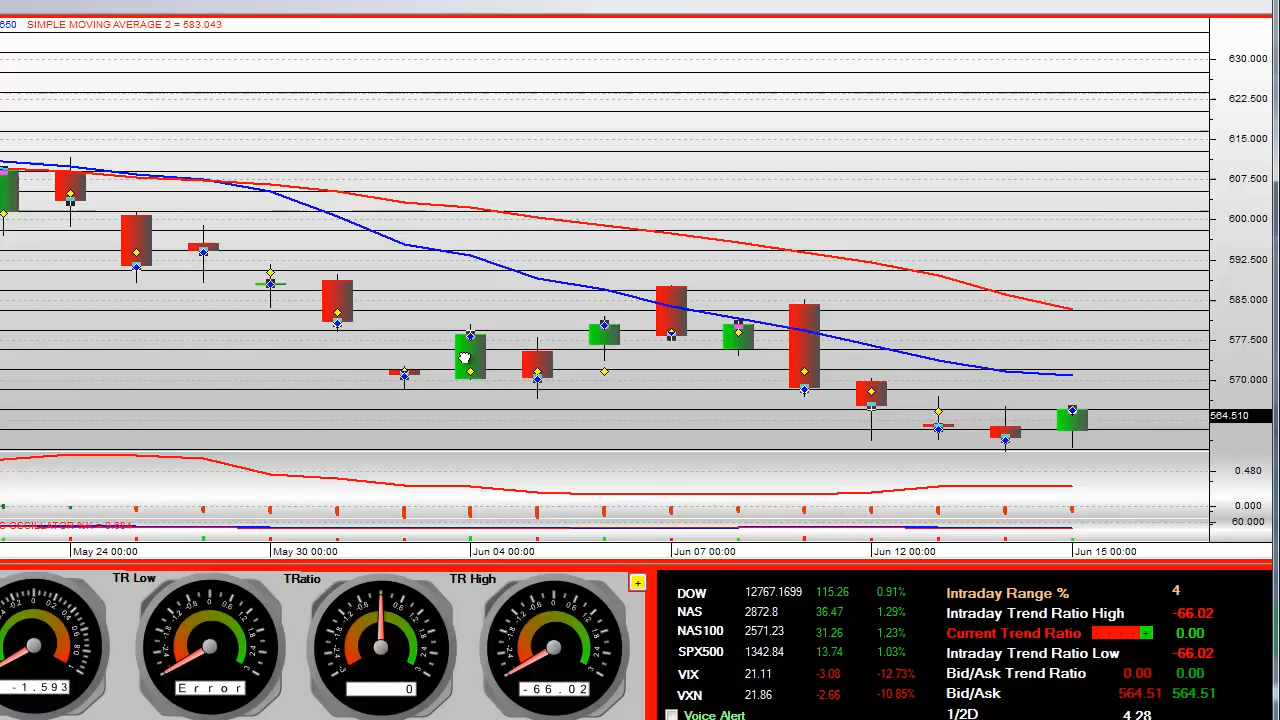 650 SIMPLE MOVING AVERAGE 2 = 583.043
630.000
622.500
615.000
607.500
600.000
592.500
585.000
577.500
570.000
564.510
0.480
0.000
60.000
May 24 00:00 May 30 00:00 Jun 04 00:00 Jun 07 00:00 Jun 12 00:00 Jun 15 00:00
TR Low TRatio TR High +
-1.593 Error 0 -66.02
DOW 12767.1699 115.26 0.91%
NAS 2872.8 36.47 1.29%
NAS100 2571.23 31.26 1.23%
SPX500 1342.84 13.74 1.03%
VIX 21.11 -3.08 -12.73%
VXN 21.86 -2.66 -10.85%
Voice Alert
Intraday Range % 4
Intraday Trend Ratio High -66.02
Current Trend Ratio + 0.00
Intraday Trend Ratio Low -66.02
Bid/Ask Trend Ratio 0.00 0.00
Bid/Ask 564.51 564.51
1/2D 4.28